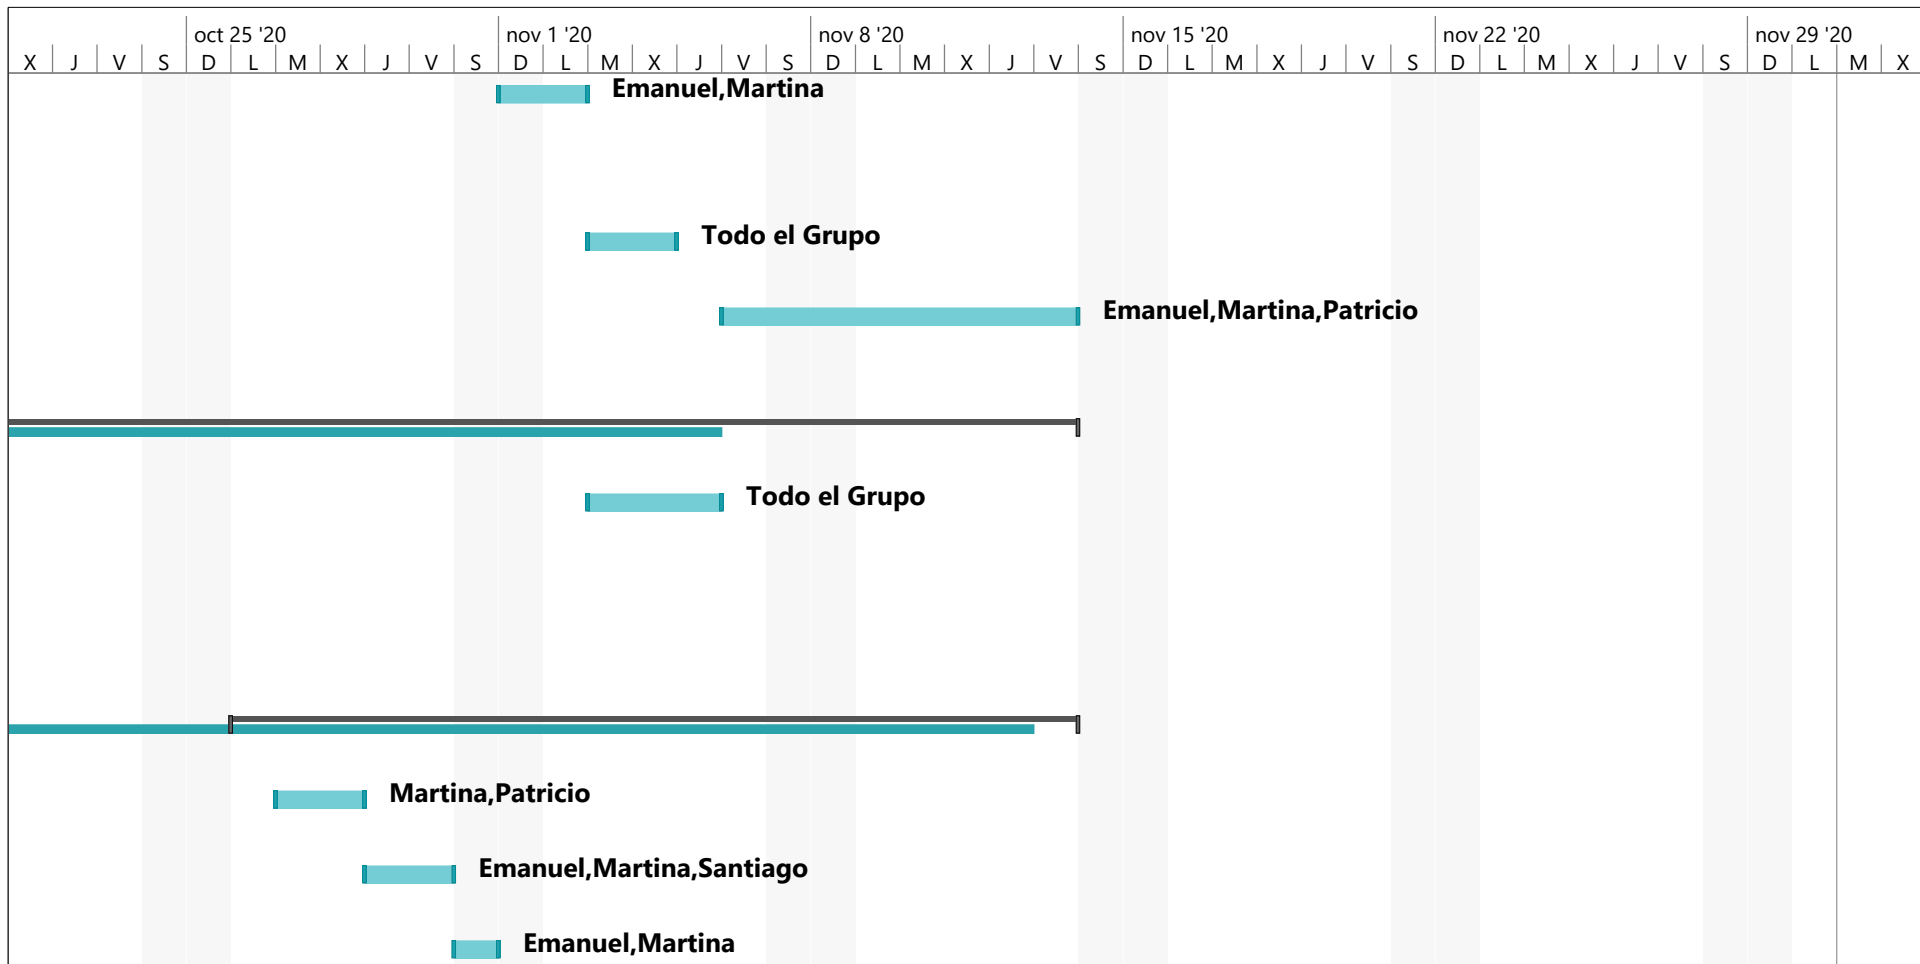 oct 25 '20 nov 1 '20 nov 8 '20 nov 15 '20 nov 22 '20 nov 29 '20
X J V S D L M X J V S D L M X J V S D L M X J V S D L M X J V S D L M X J V S D L M X
Emanuel,Martina
Todo el Grupo
Emanuel,Martina,Patricio
Todo el Grupo
Martina,Patricio
Emanuel,Martina,Santiago
Emanuel,Martina